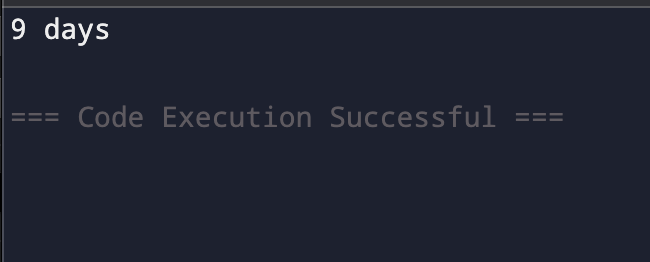 9 days
=== Code Execution Successful ===